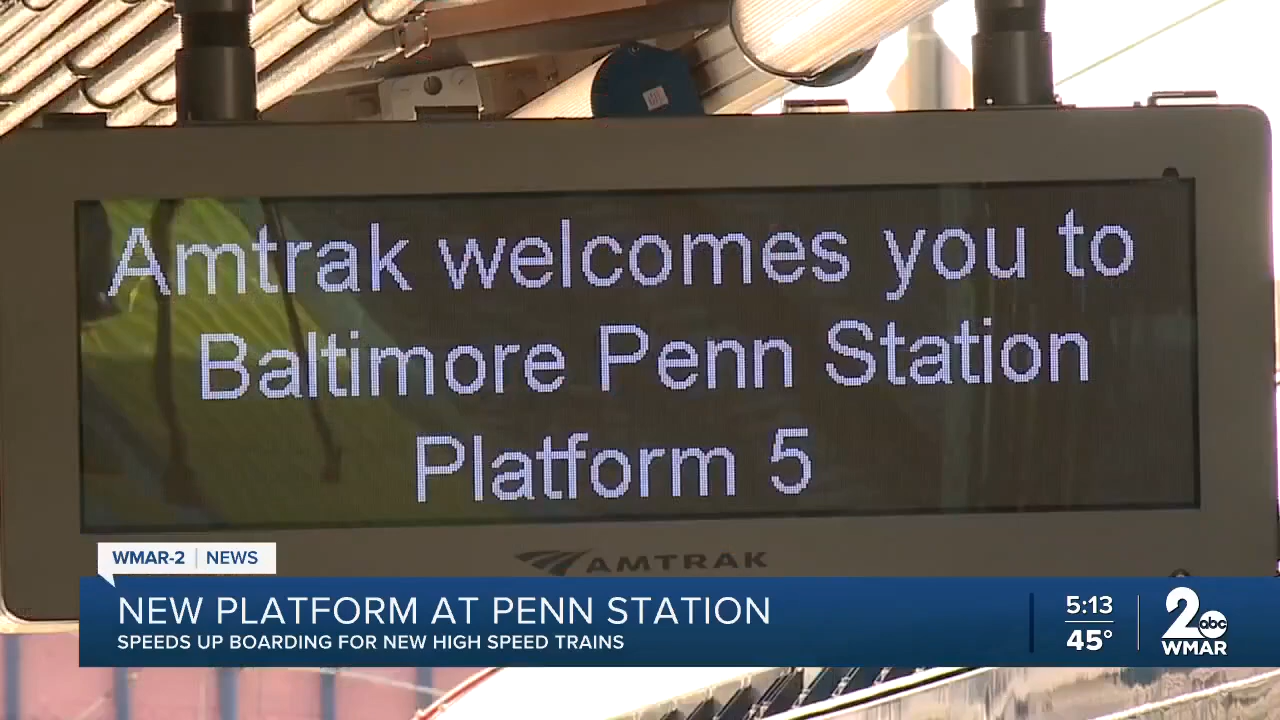 Amtrak welcomes you to
Baltimore Penn Station
Platform 5
AMTRAK
WMAR-2 | NEWS
NEW PLATFORM AT PENN STATION
SPEEDS UP BOARDING FOR NEW HIGH SPEED TRAINS
5:13
45°
2 abc
WMAR